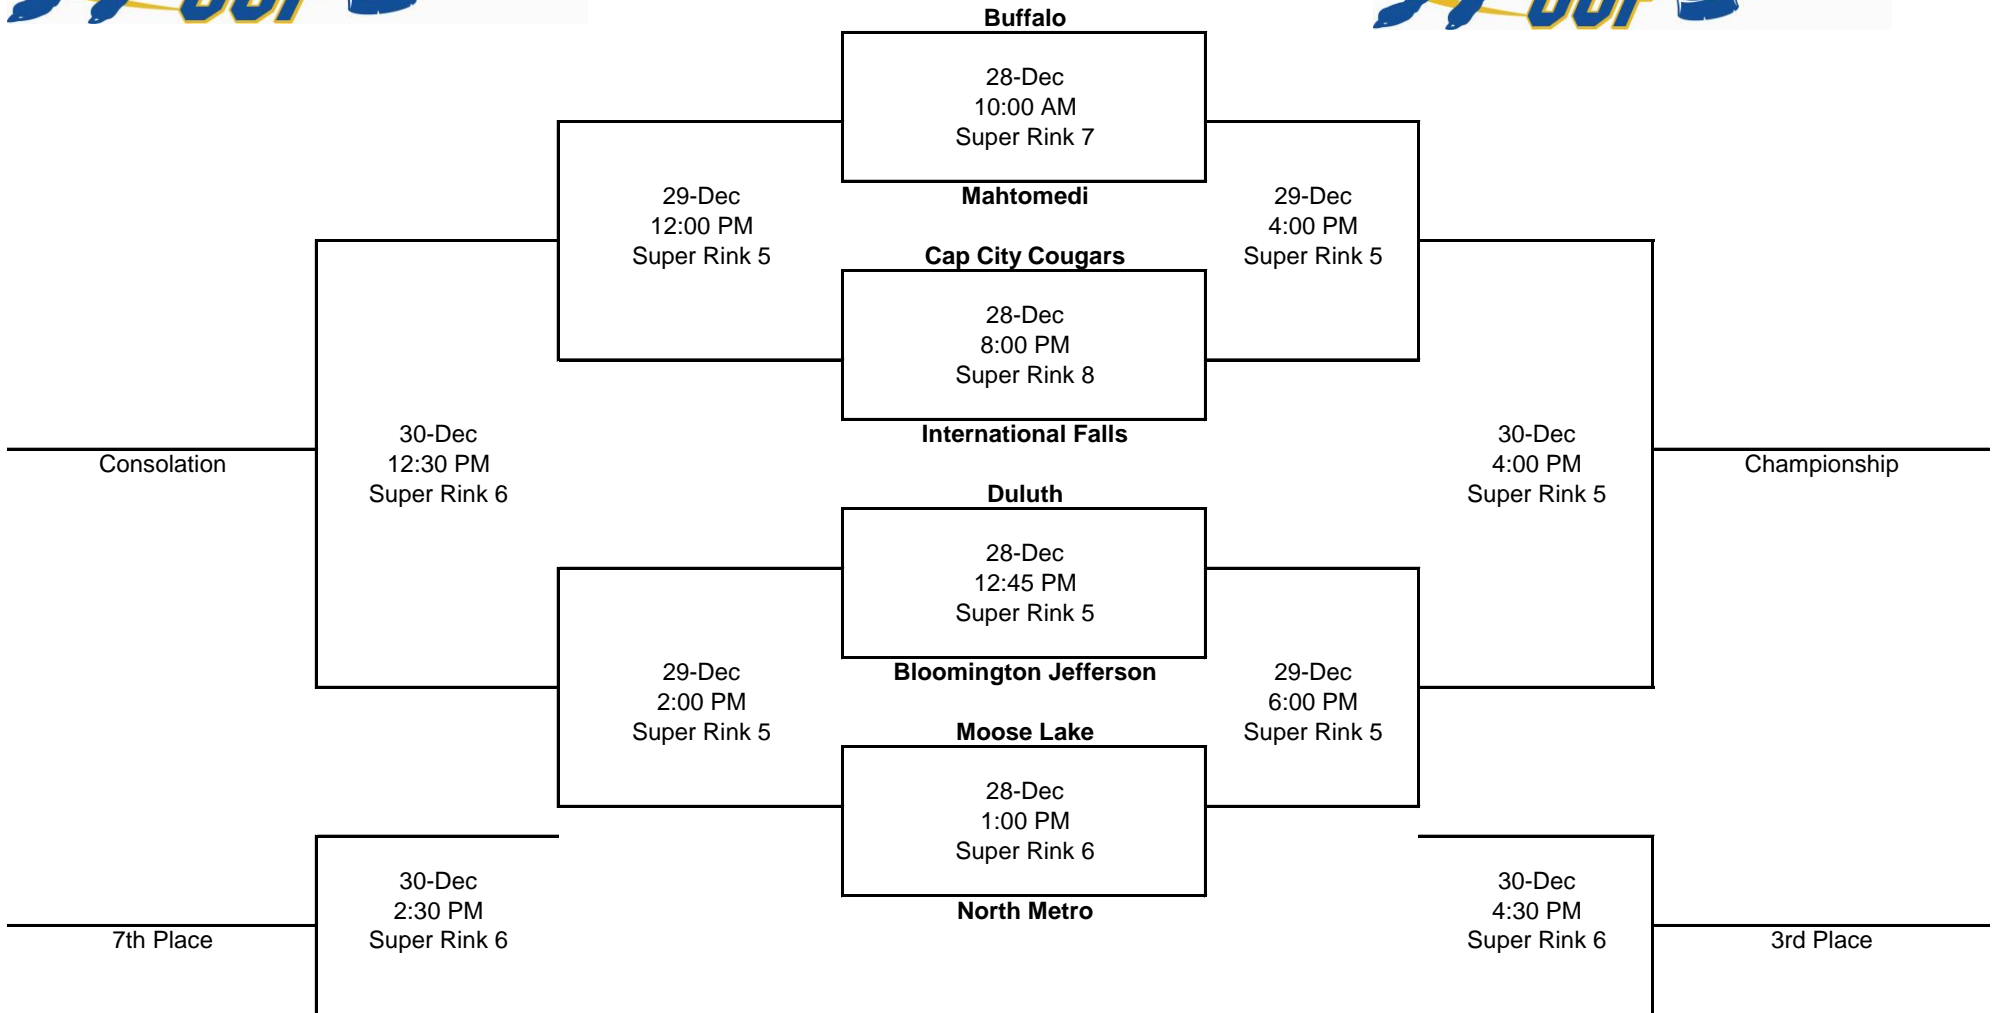 Buffalo
28-Dec
10:00 AM
Super Rink 7
Mahtomedi
29-Dec
12:00 PM
Super Rink 5
29-Dec
4:00 PM
Super Rink 5
Cap City Cougars
28-Dec
8:00 PM
Super Rink 8
International Falls
30-Dec
12:30 PM
Super Rink 6
Consolation
30-Dec
4:00 PM
Super Rink 5
Championship
Duluth
28-Dec
12:45 PM
Super Rink 5
Bloomington Jefferson
29-Dec
2:00 PM
Super Rink 5
29-Dec
6:00 PM
Super Rink 5
Moose Lake
28-Dec
1:00 PM
Super Rink 6
North Metro
30-Dec
2:30 PM
Super Rink 6
7th Place
30-Dec
4:30 PM
Super Rink 6
3rd Place